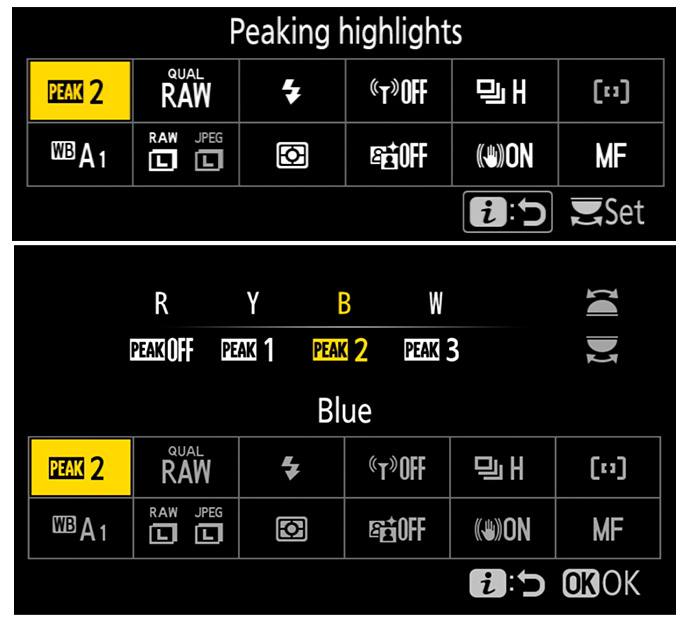 Peaking highlights
PEAK 2 QUAL RAW OFF H
WB A1 RAW L JPEG L OFF ON MF
i: Set
R Y B W
PEAK OFF PEAK 1 PEAK 2 PEAK 3
Blue
PEAK 2 QUAL RAW OFF H
WB A1 RAW L JPEG L OFF ON MF
i: OK OK